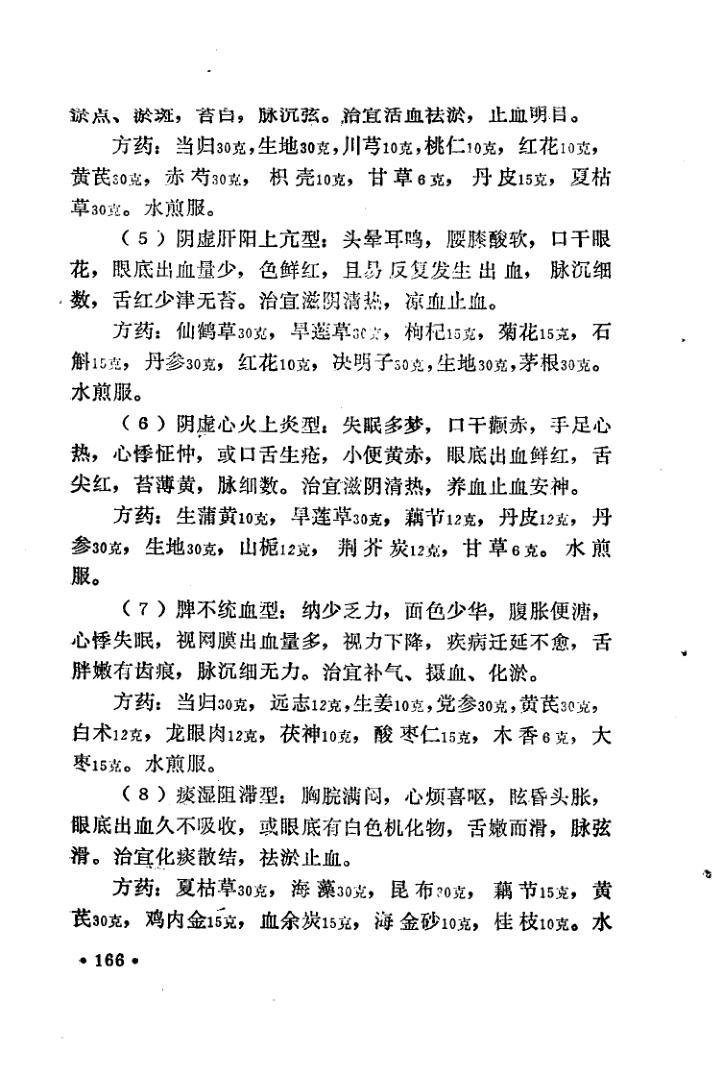 淤点、淤斑，苔白，脉沉弦。治宜活血祛淤，止血明目。
方药：当归30克，生地30克，川芎10克，桃仁10克，红花10克，
黄芪30克，赤芍30克，枳壳10克，甘草6克，丹皮15克，夏枯
草30克。水煎服。
（5）阴虚肝阳上亢型：头晕耳鸣，腰膝酸软，口干眼
花，眼底出血量少，色鲜红，且易反复发生出血，脉沉细
数，舌红少津无苔。治宜滋阴清热，凉血止血。
方药：仙鹤草30克，旱莲草30克，枸杞15克，菊花15克，石
斛15克，丹参30克，红花10克，决明子30克，生地30克，茅根30克。
水煎服。
（6）阴虚心火上炎型：失眠多梦，口干颧赤，手足心
热，心悸怔忡，或口舌生疮，小便黄赤，眼底出血鲜红，舌
尖红，苔薄黄，脉细数。治宜滋阴清热，养血止血安神。
方药：生蒲黄10克，旱莲草30克，藕节12克，丹皮12克，丹
参30克，生地30克，山栀12克，荆芥炭12克，甘草6克。水煎
服。
（7）脾不统血型：纳少乏力，面色少华，腹胀便溏，
心悸失眠，视网膜出血量多，视力下降，疾病迁延不愈，舌
胖嫩有齿痕，脉沉细无力。治宜补气、摄血、化淤。
方药：当归30克，远志12克，生姜10克，党参30克，黄芪30克，
白术12克，龙眼肉12克，茯神10克，酸枣仁15克，木香6克，大
枣15克。水煎服。
（8）痰湿阻滞型：胸脘满闷，心烦喜呕，眩昏头胀，
眼底出血久不吸收，或眼底有白色机化物，舌嫩而滑，脉弦
滑。治宜化痰散结，祛淤止血。
方药：夏枯草30克，海藻30克，昆布30克，藕节15克，黄
芪30克，鸡内金15克，血余炭15克，海金砂10克，桂枝10克。水
•166•